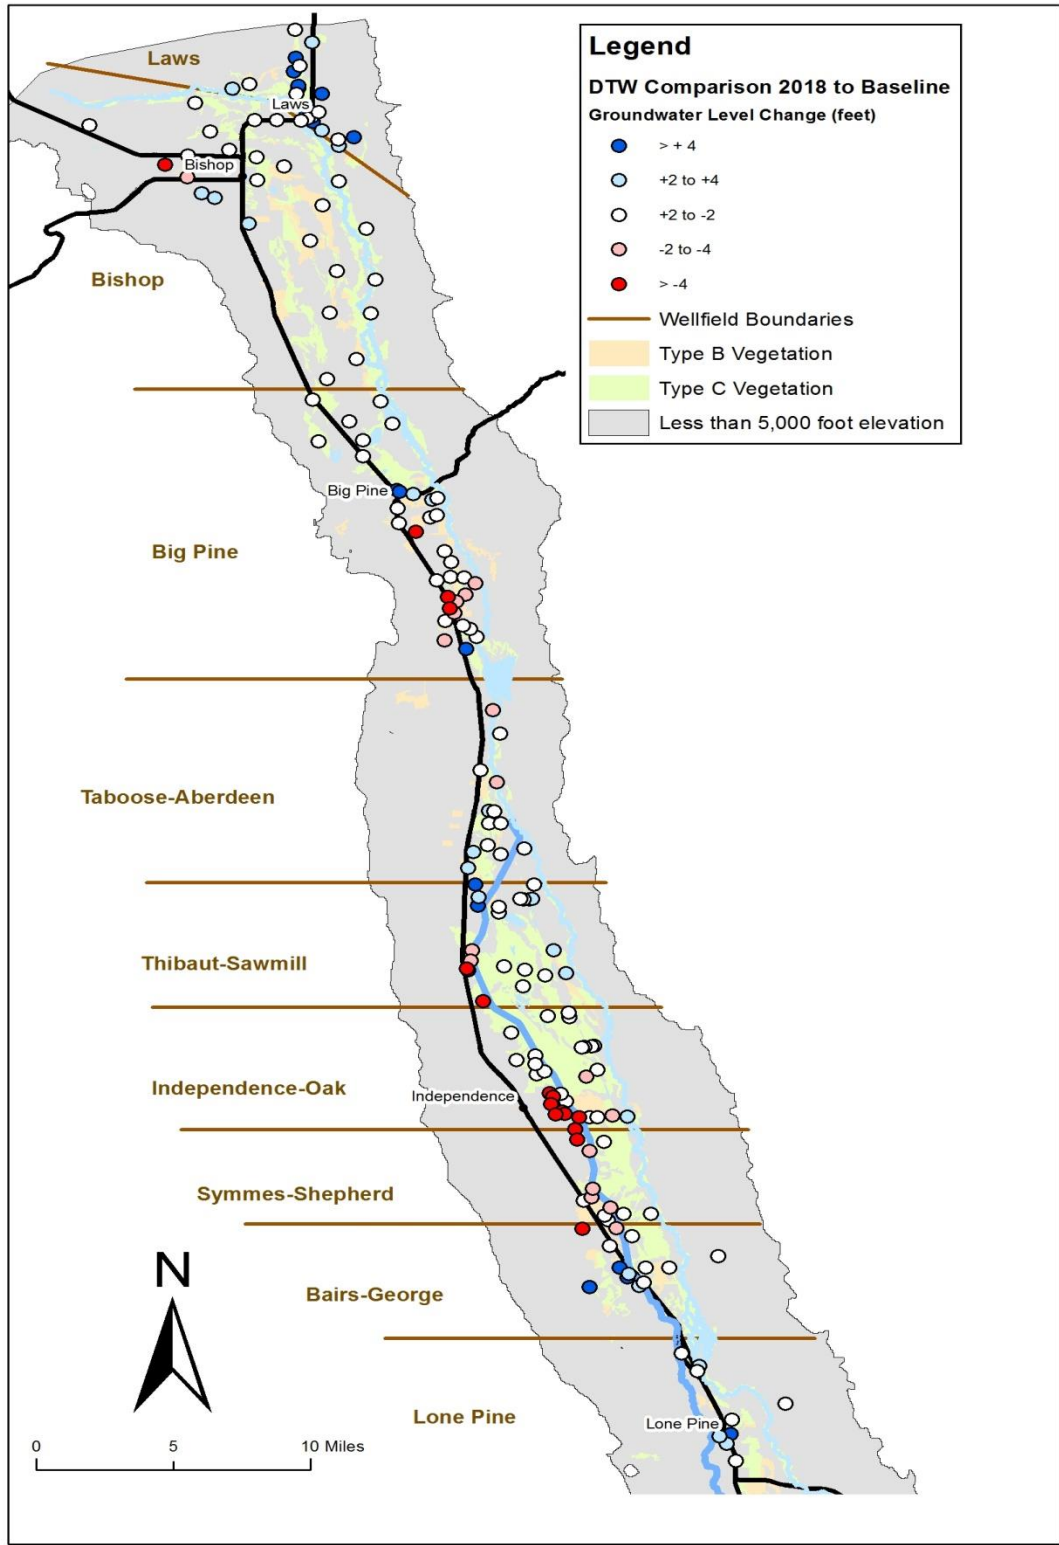 Legend
DTW Comparison 2018 to Baseline
Groundwater Level Change (feet)
> + 4
+2 to +4
+2 to -2
-2 to -4
> -4
Wellfield Boundaries
Type B Vegetation
Type C Vegetation
Less than 5,000 foot elevation
Laws
Laws
Bishop
Bishop
Big Pine
Big Pine
Taboose-Aberdeen
Thibaut-Sawmill
Independence-Oak
Independence
Symmes-Shepherd
Bairs-George
N
Lone Pine
Lone Pine
0 5 10 Miles